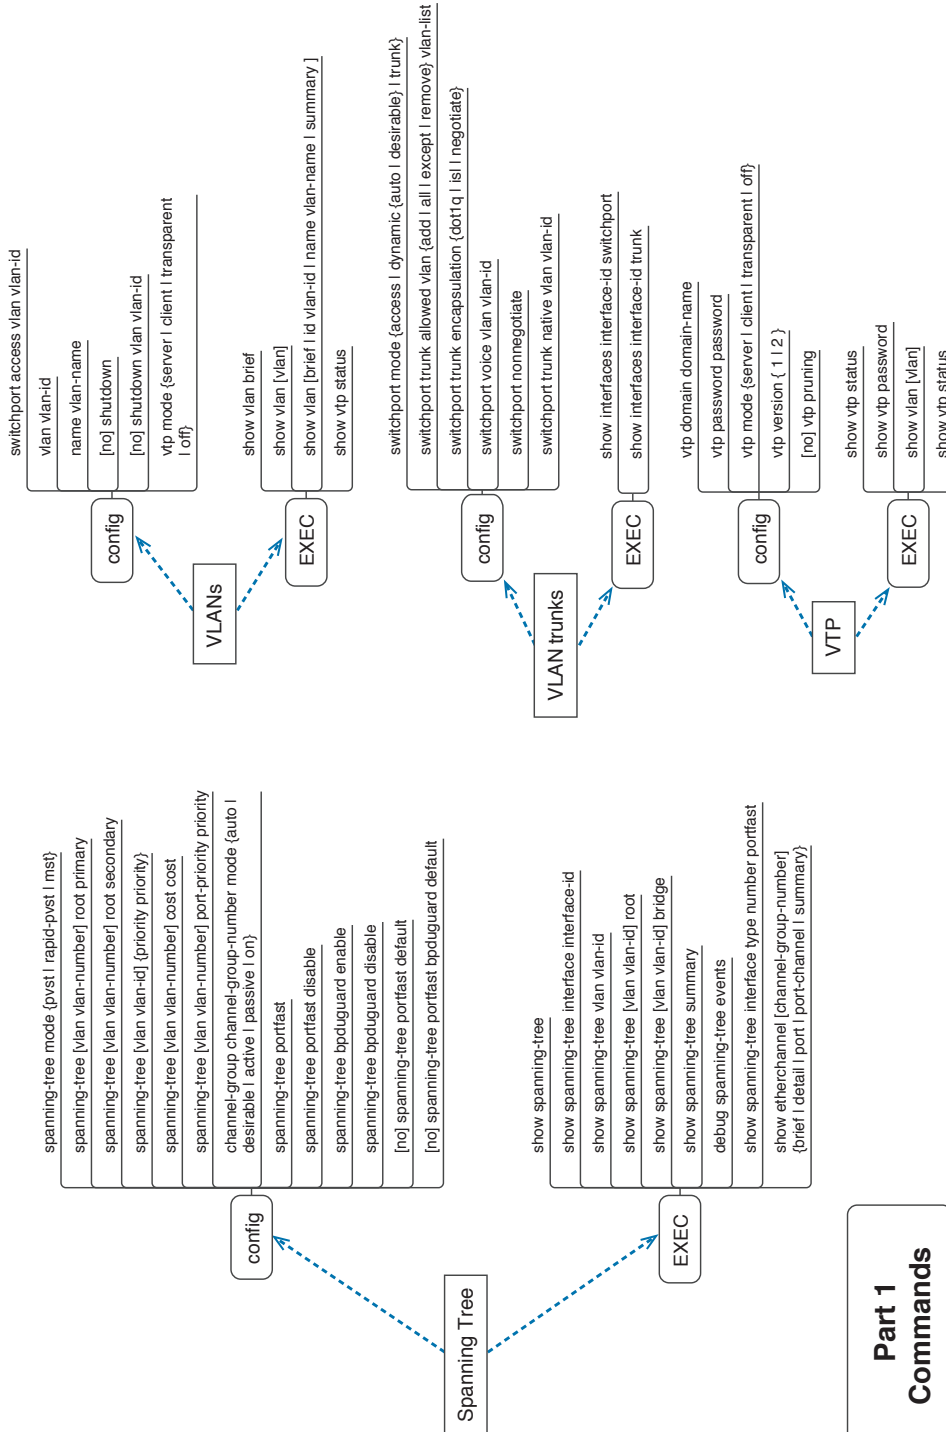 Part 1
Commands
Spanning Tree
config
spanning-tree mode {pvst | rapid-pvst | mst}
spanning-tree [vlan vlan-number] root primary
spanning-tree [vlan vlan-number] root secondary
spanning-tree [vlan vlan-id] {priority priority}
spanning-tree [vlan vlan-number] cost cost
spanning-tree [vlan vlan-number] port-priority priority
channel-group channel-group-number mode {auto |
desirable | active | passive | on}
spanning-tree portfast
spanning-tree portfast disable
spanning-tree bpduguard enable
spanning-tree bpduguard disable
[no] spanning-tree portfast default
[no] spanning-tree portfast bpduguard default
EXEC
show spanning-tree
show spanning-tree interface interface-id
show spanning-tree vlan vlan-id
show spanning-tree [vlan vlan-id] root
show spanning-tree [vlan vlan-id] bridge
show spanning-tree summary
debug spanning-tree events
show spanning-tree interface type number portfast
show etherchannel [channel-group-number]
{brief | detail | port | port-channel | summary}
VLANs
config
switchport access vlan vlan-id
vlan vlan-id
name vlan-name
[no] shutdown
[no] shutdown vlan vlan-id
vtp mode {server | client | transparent
| off}
EXEC
show vlan brief
show vlan [vlan]
show vlan [brief | id vlan-id | name vlan-name | summary ]
show vtp status
VLAN trunks
config
switchport mode {access | dynamic {auto | desirable} | trunk}
switchport trunk allowed vlan {add | all | except | remove} vlan-list
switchport trunk encapsulation {dot1q | isl | negotiate}
switchport voice vlan vlan-id
switchport nonnegotiate
switchport trunk native vlan vlan-id
EXEC
show interfaces interface-id switchport
show interfaces interface-id trunk
VTP
config
vtp domain domain-name
vtp password password
vtp mode {server | client | transparent | off}
vtp version { 1 | 2 }
[no] vtp pruning
EXEC
show vtp status
show vtp password
show vlan [vlan]
show vtp status